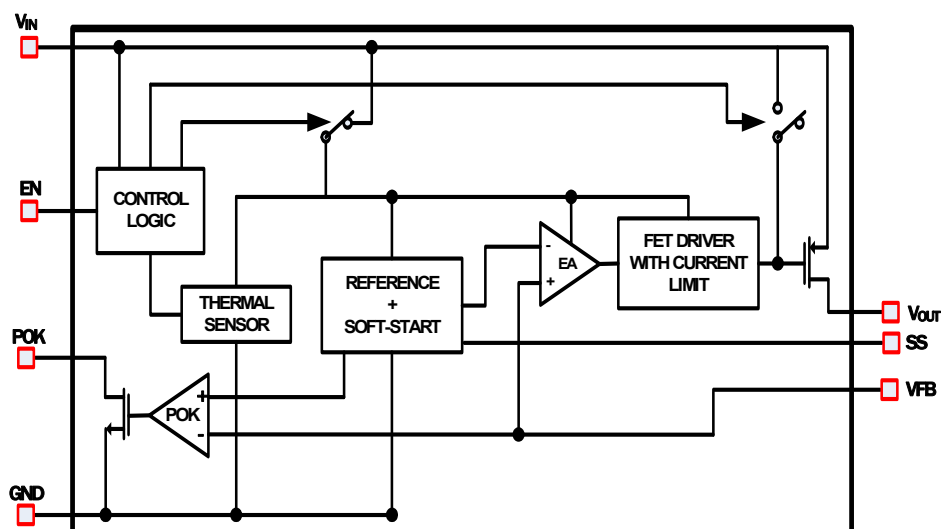 VIN
EN
CONTROL
LOGIC
THERMAL
SENSOR
REFERENCE
+
SOFT-START
-
EA
+
FET DRIVER
WITH CURRENT
LIMIT
VOUT
SS
VFB
POK
+
POK
-
GND